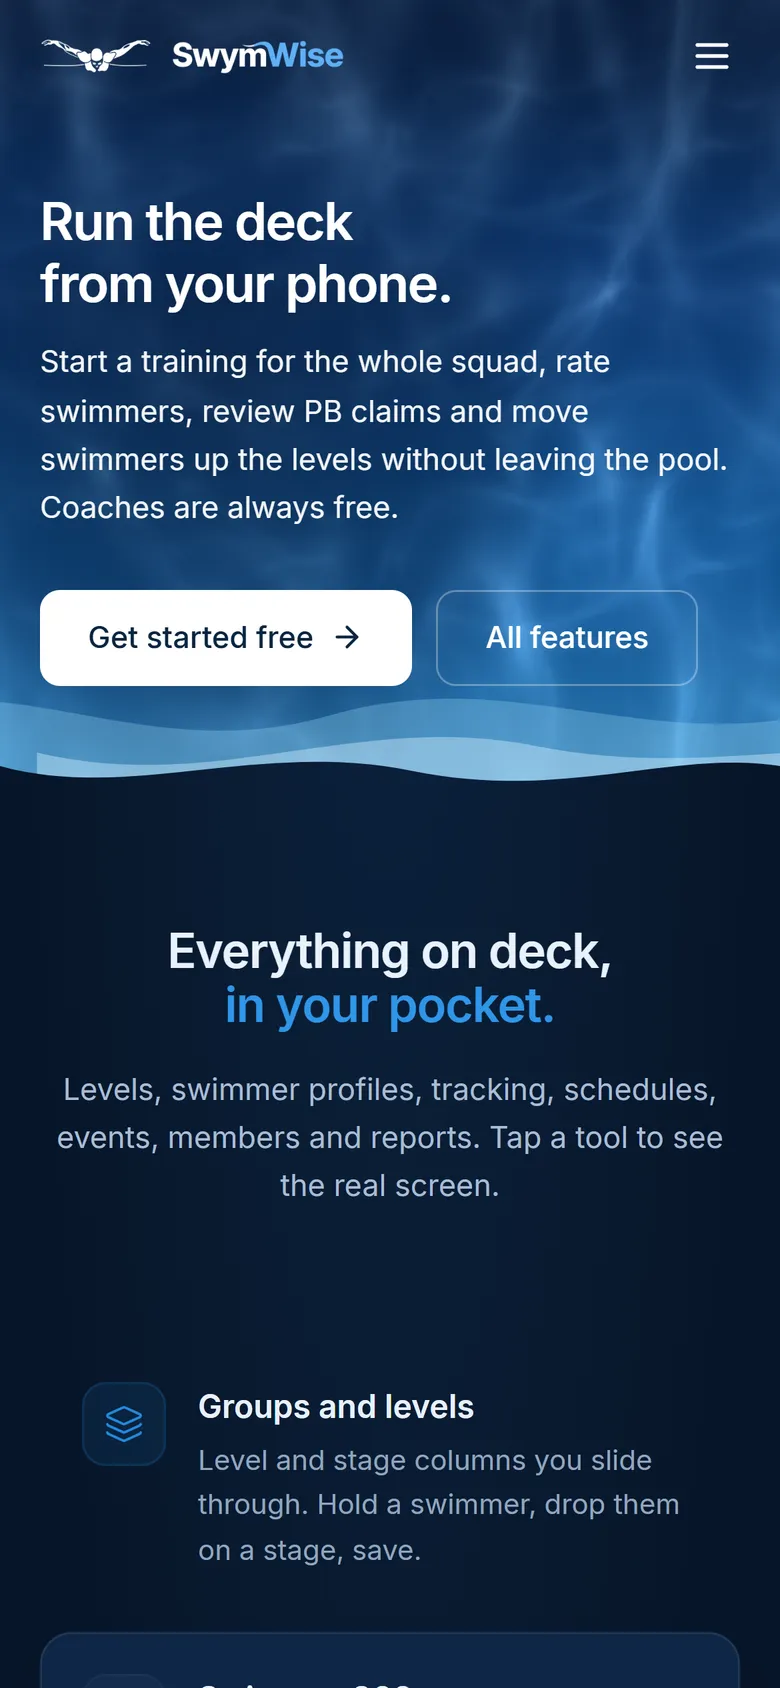 SwymWise
Run the deck
from your phone.
Start a training for the whole squad, rate
swimmers, review PB claims and move
swimmers up the levels without leaving the pool.
Coaches are always free.
Get started free
All features
Everything on deck,
in your pocket.
Levels, swimmer profiles, tracking, schedules,
events, members and reports. Tap a tool to see
the real screen.
Groups and levels
Level and stage columns you slide
through. Hold a swimmer, drop them
on a stage, save.